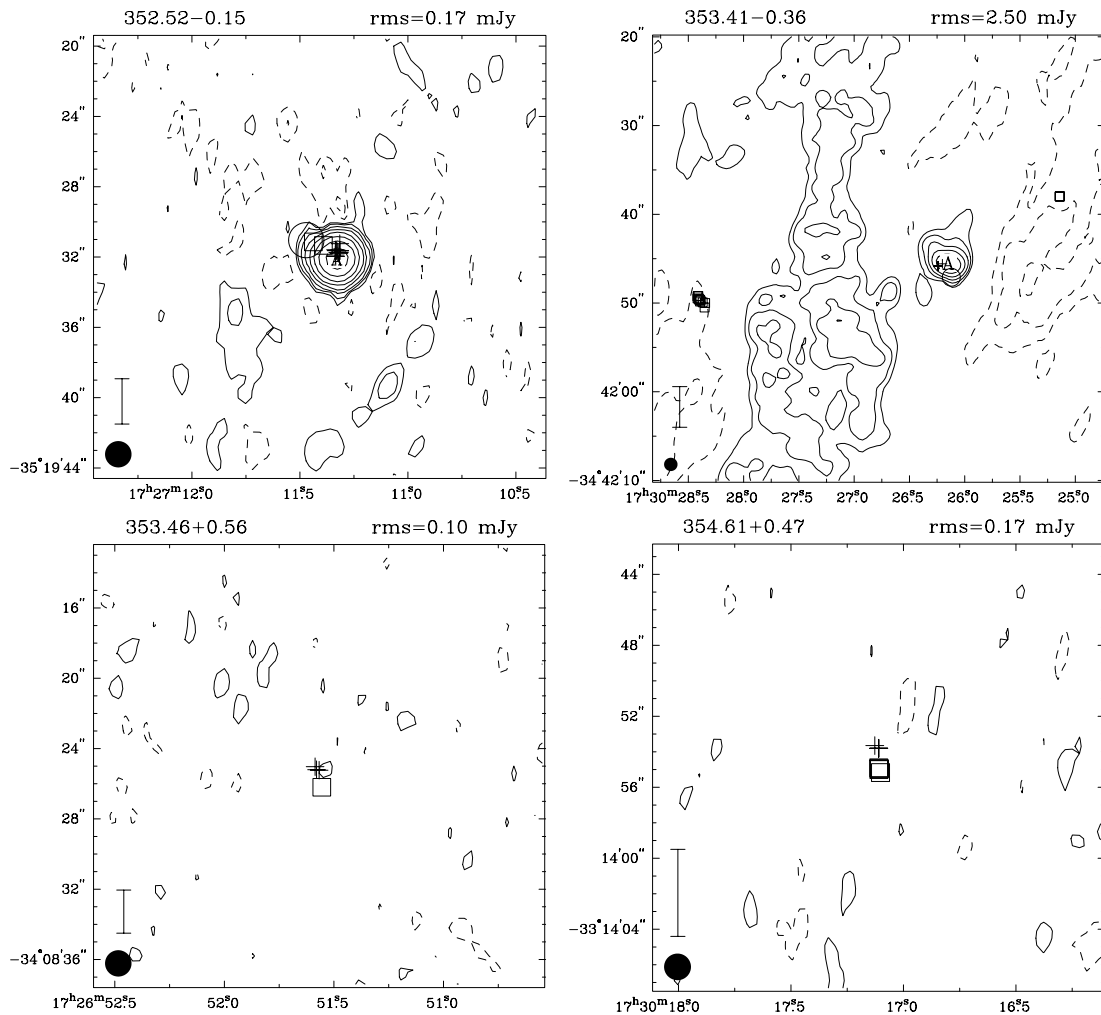 352.52−0.15 rms=0.17 mJy
20″
24″
28″
32″
36″
40″
−35°19′44″
17ʰ27ᵐ12ˢ.0 11ˢ.5 11ˢ.0 10ˢ.5
A
353.41−0.36 rms=2.50 mJy
20″
30″
40″
50″
42′00″
−34°42′10″
17ʰ30ᵐ28ˢ.5 28ˢ.0 27ˢ.5 27ˢ.0 26ˢ.5 26ˢ.0 25ˢ.5 25ˢ.0
A
353.46+0.56 rms=0.10 mJy
16″
20″
24″
28″
32″
−34°08′36″
17ʰ26ᵐ52ˢ.5 52ˢ.0 51ˢ.5 51ˢ.0
354.61+0.47 rms=0.17 mJy
44″
48″
52″
56″
14′00″
−33°14′04″
17ʰ30ᵐ18ˢ.0 17ˢ.5 17ˢ.0 16ˢ.5